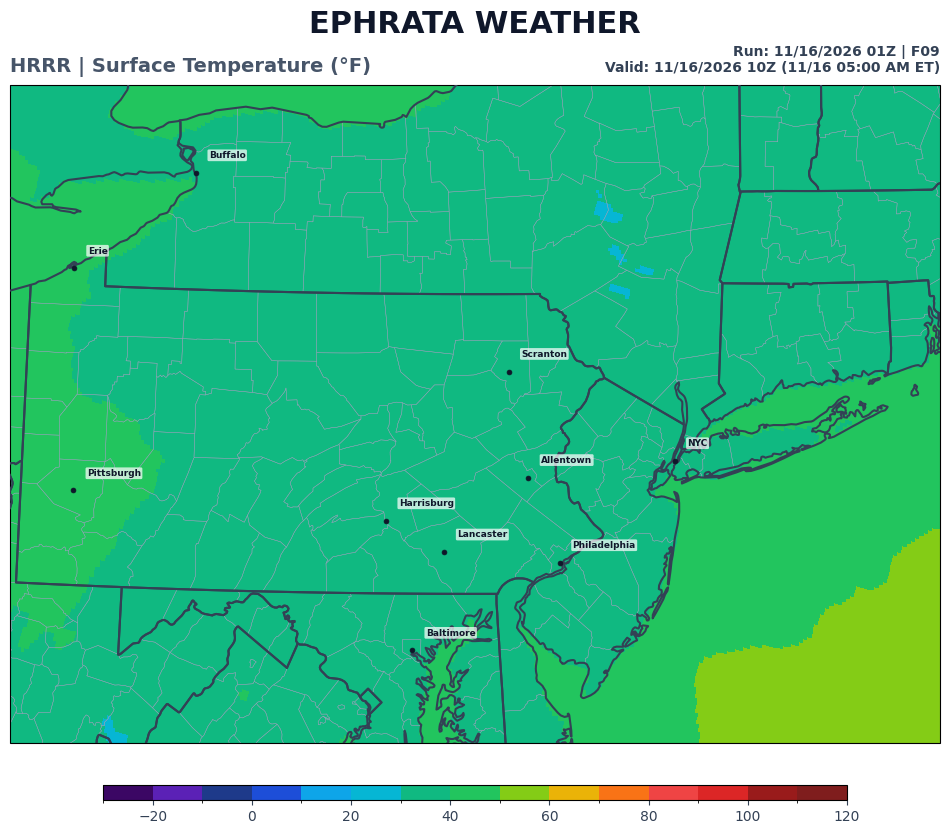 EPHRATA WEATHER
HRRR | Surface Temperature (°F)
Run: 11/16/2026 01Z | F09
Valid: 11/16/2026 10Z (11/16 05:00 AM ET)
Buffalo
Erie
Scranton
NYC
Allentown
Pittsburgh
Harrisburg
Lancaster
Philadelphia
Baltimore
−20 0 20 40 60 80 100 120